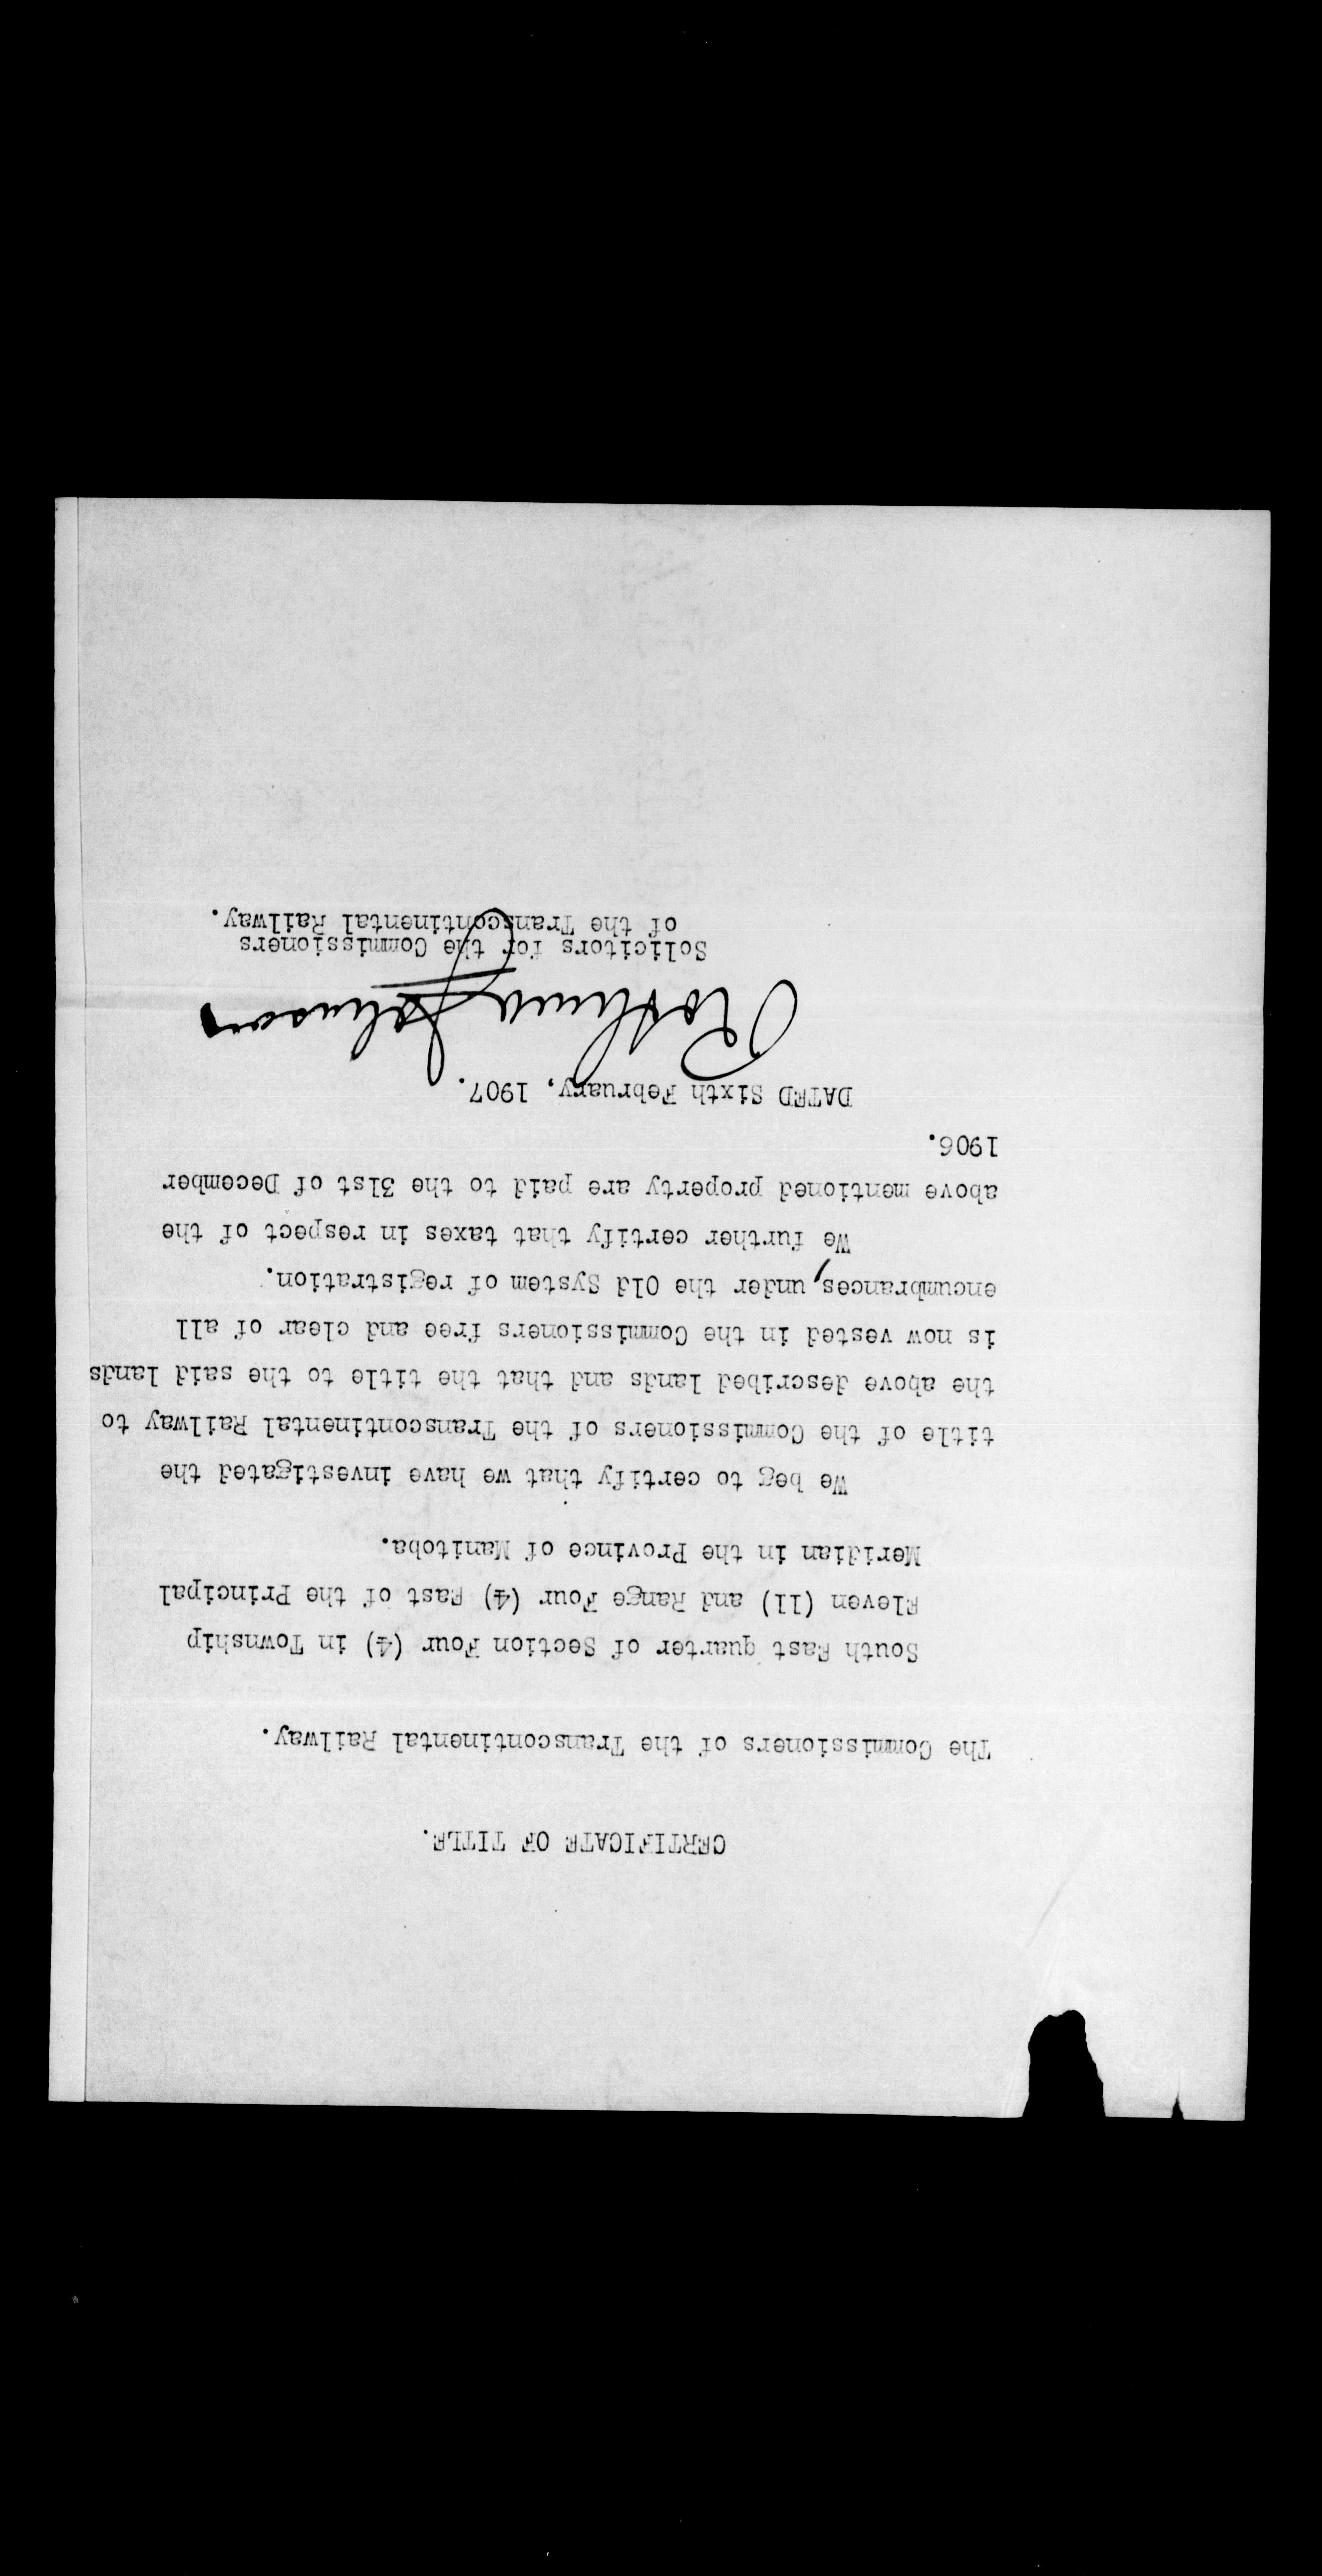 CERTIFICATE OF TITLE.
The Commissioners of the Transcontinental Railway.
South East quarter of Section Four (4) in Township
Eleven (11) and Range Four (4) East of the Principal
Meridian in the Province of Manitoba.
We beg to certify that we have investigated the
title of the Commissioners of the Transcontinental Railway to
the above described lands and that the title to the said lands
is now vested in the Commissioners free and clear of all
encumbrances, under the Old System of registration.
We further certify that taxes in respect of the
above mentioned property are paid to the 31st of December
1906.
DATED Sixth February, 1907.
Johnson
Solicitors for the Commissioners
of the Transcontinental Railway.